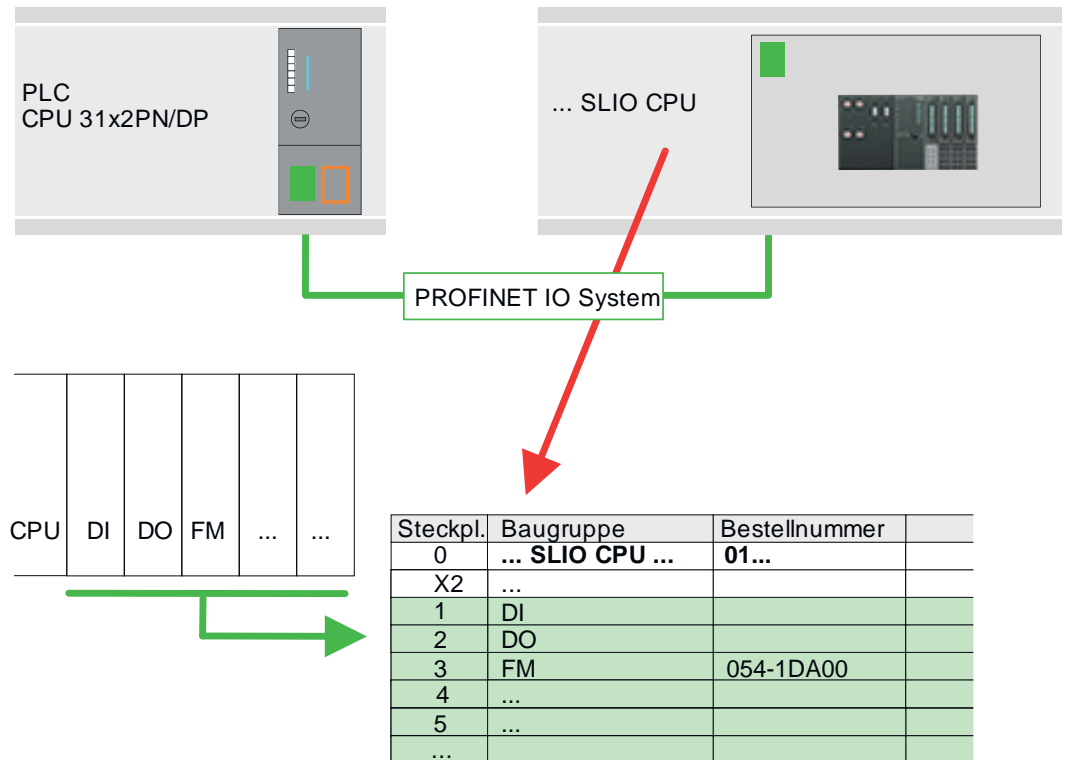 PLC
CPU 31x2PN/DP
... SLIO CPU
PROFINET IO System
CPU DI DO FM ... ...
Steckpl. Baugruppe Bestellnummer
0 ... SLIO CPU ... 01...
X2 ...
1 DI
2 DO
3 FM 054-1DA00
4 ...
5 ...
...